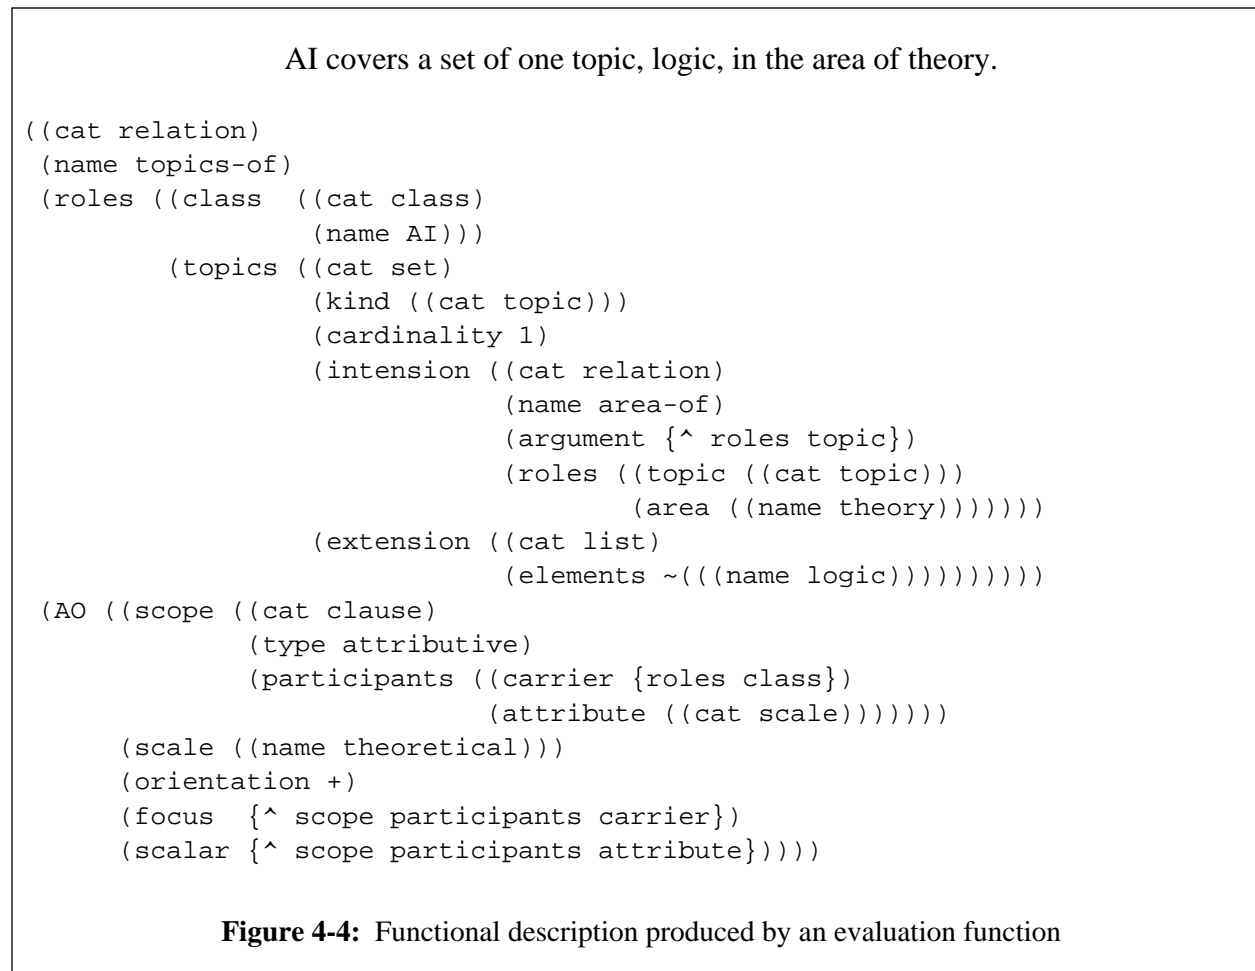 AI covers a set of one topic, logic, in the area of theory.
((cat relation)
 (name topics-of)
 (roles ((class  ((cat class)
                  (name AI)))
         (topics ((cat set)
                  (kind ((cat topic)))
                  (cardinality 1)
                  (intension ((cat relation)
                              (name area-of)
                              (argument {^ roles topic})
                              (roles ((topic ((cat topic)))
                                      (area ((name theory)))))))
                  (extension ((cat list)
                              (elements ~(((name logic))))))))))
 (AO ((scope ((cat clause)
              (type attributive)
              (participants ((carrier {roles class})
                             (attribute ((cat scale)))))))
      (scale ((name theoretical)))
      (orientation +)
      (focus  {^ scope participants carrier})
      (scalar {^ scope participants attribute}))))
Figure 4-4: Functional description produced by an evaluation function